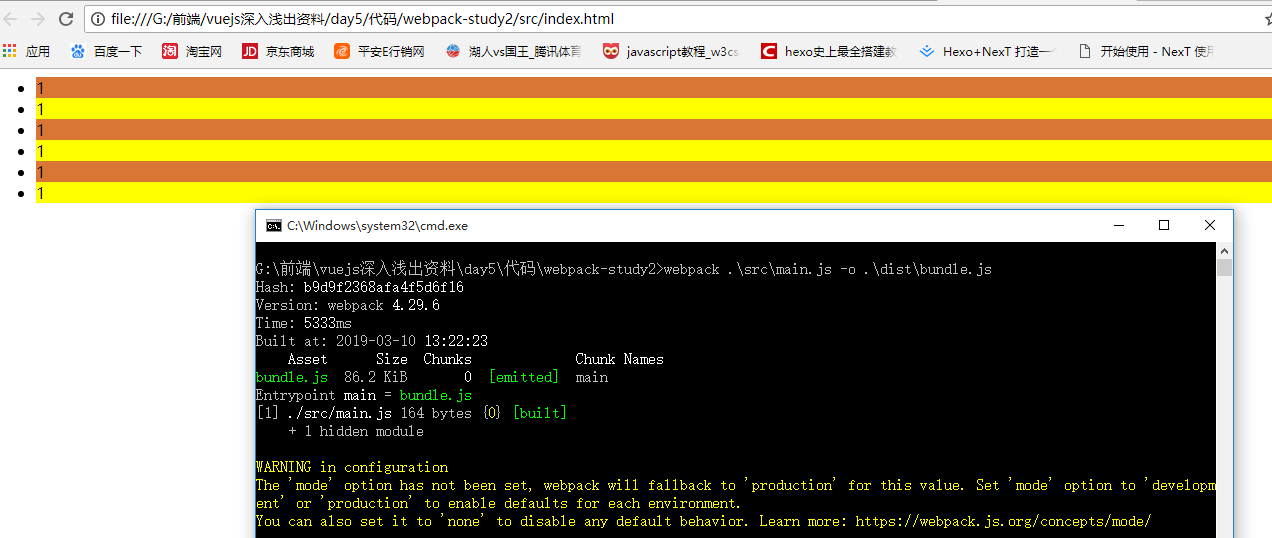 file:///G:/前端/vuejs深入浅出资料/day5/代码/webpack-study2/src/index.html
应用 百度一下 淘宝网 京东商城 平安E行销网 湖人vs国王_腾讯体育 javascript教程_w3cs hexo史上最全搭建教 Hexo+NexT 打造一 开始使用 - NexT 使用
1
1
1
1
1
1
C:\Windows\system32\cmd.exe
G:\前端\vuejs深入浅出资料\day5\代码\webpack-study2>webpack .\src\main.js -o .\dist\bundle.js
Hash: b9d9f2368afa4f5d6f16
Version: webpack 4.29.6
Time: 5333ms
Built at: 2019-03-10 13:22:23
Asset Size Chunks Chunk Names
bundle.js 86.2 KiB 0 [emitted] main
Entrypoint main = bundle.js
[1] ./src/main.js 164 bytes {0} [built]
+ 1 hidden module
WARNING in configuration
The 'mode' option has not been set, webpack will fallback to 'production' for this value. Set 'mode' option to 'developm
ent' or 'production' to enable defaults for each environment.
You can also set it to 'none' to disable any default behavior. Learn more: https://webpack.js.org/concepts/mode/